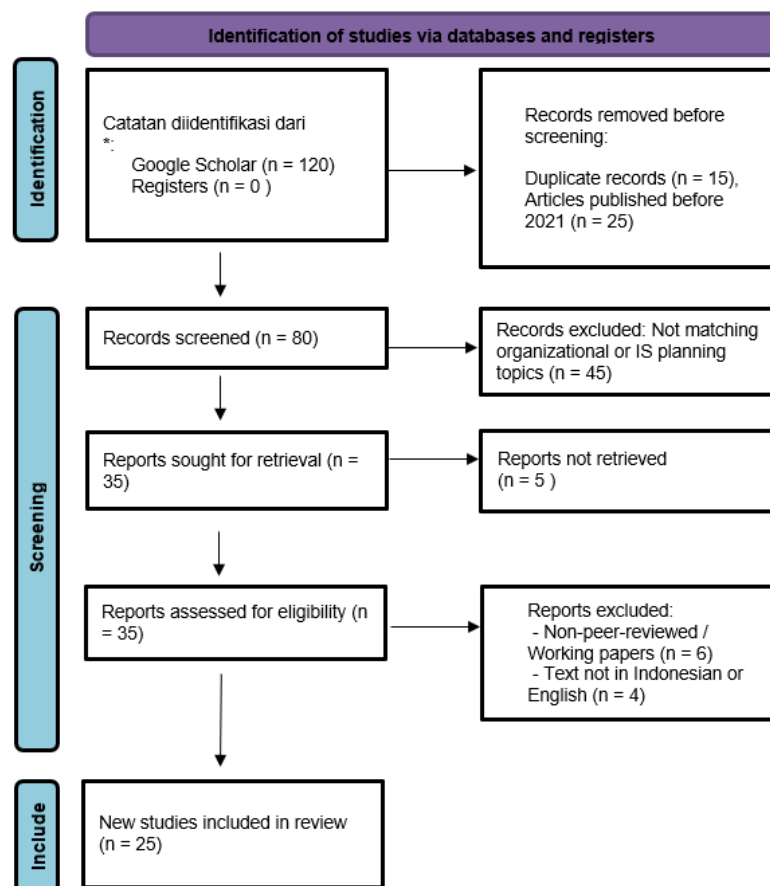 Identification of studies via databases and registers
Identification
Catatan diidentifikasi dari
*:
Google Scholar (n = 120)
Registers (n = 0 )
Records removed before
screening:
Duplicate records (n = 15),
Articles published before
2021 (n = 25)
Screening
Records screened (n = 80)
Records excluded: Not matching
organizational or IS planning
topics (n = 45)
Reports sought for retrieval (n =
35)
Reports not retrieved
(n = 5 )
Reports assessed for eligibility (n
= 35)
Reports excluded:
- Non-peer-reviewed /
Working papers (n = 6)
- Text not in Indonesian or
English (n = 4)
Include
New studies included in review
(n = 25)